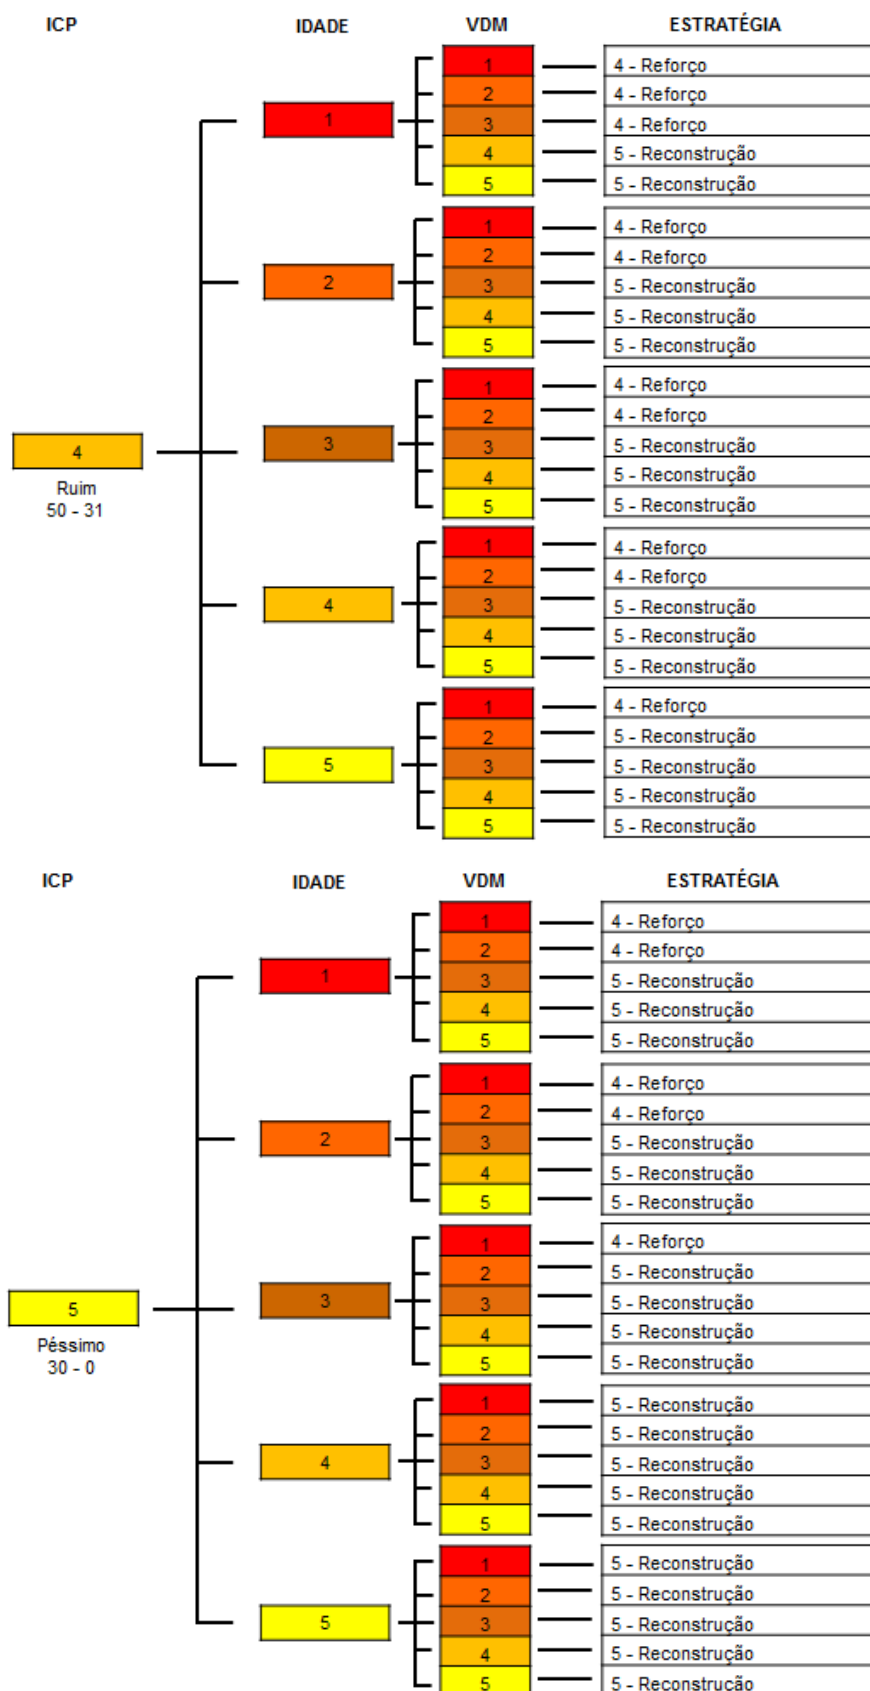 ICP IDADE VDM ESTRATÉGIA
1 4 - Reforço
2 4 - Reforço
1 3 4 - Reforço
4 5 - Reconstrução
5 5 - Reconstrução
1 4 - Reforço
2 4 - Reforço
2 3 5 - Reconstrução
4 5 - Reconstrução
5 5 - Reconstrução
1 4 - Reforço
2 4 - Reforço
4 3 3 5 - Reconstrução
Ruim 4 5 - Reconstrução
50 - 31 5 5 - Reconstrução
1 4 - Reforço
2 4 - Reforço
4 3 5 - Reconstrução
4 5 - Reconstrução
5 5 - Reconstrução
1 4 - Reforço
2 5 - Reconstrução
5 3 5 - Reconstrução
4 5 - Reconstrução
5 5 - Reconstrução
ICP IDADE VDM ESTRATÉGIA
1 4 - Reforço
2 4 - Reforço
1 3 5 - Reconstrução
4 5 - Reconstrução
5 5 - Reconstrução
1 4 - Reforço
2 4 - Reforço
2 3 5 - Reconstrução
4 5 - Reconstrução
5 5 - Reconstrução
1 4 - Reforço
2 5 - Reconstrução
5 3 3 5 - Reconstrução
Péssimo 4 5 - Reconstrução
30 - 0 5 5 - Reconstrução
1 5 - Reconstrução
2 5 - Reconstrução
4 3 5 - Reconstrução
4 5 - Reconstrução
5 5 - Reconstrução
1 5 - Reconstrução
2 5 - Reconstrução
5 3 5 - Reconstrução
4 5 - Reconstrução
5 5 - Reconstrução